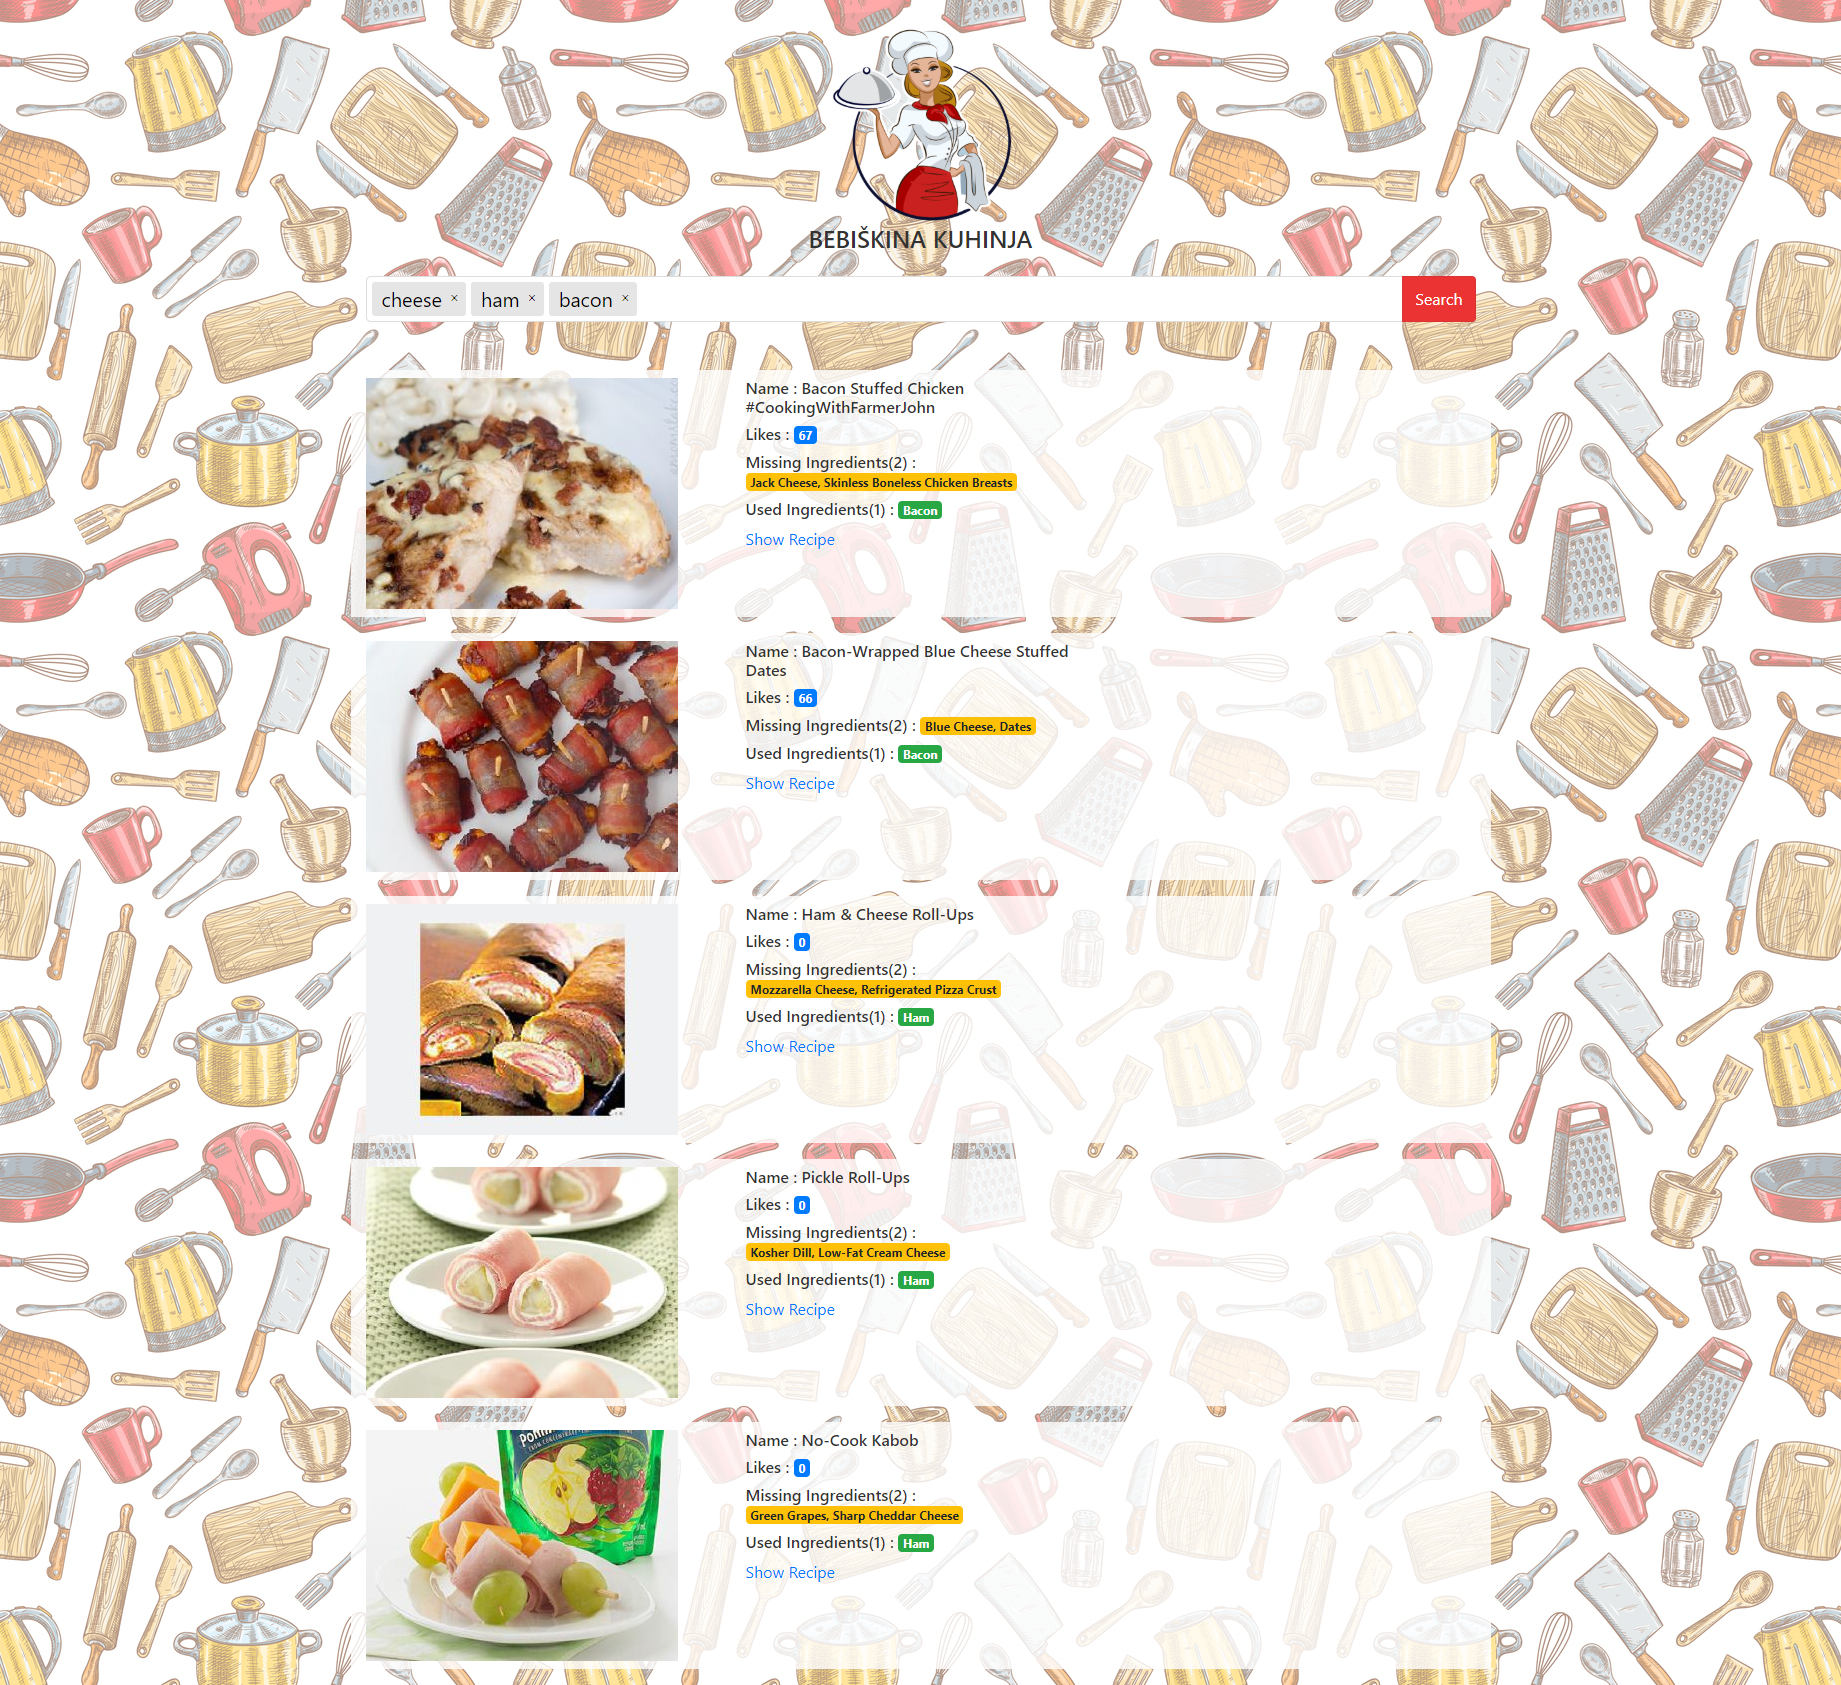 BEBIŠKINA KUHINJA
cheese × ham × bacon × Search
Name : Bacon Stuffed Chicken
#CookingWithFarmerJohn
Likes : 67
Missing Ingredients(2) :
Jack Cheese, Skinless Boneless Chicken Breasts
Used Ingredients(1) : Bacon
Show Recipe
Name : Bacon-Wrapped Blue Cheese Stuffed
Dates
Likes : 66
Missing Ingredients(2) : Blue Cheese, Dates
Used Ingredients(1) : Bacon
Show Recipe
Name : Ham & Cheese Roll-Ups
Likes : 0
Missing Ingredients(2) :
Mozzarella Cheese, Refrigerated Pizza Crust
Used Ingredients(1) : Ham
Show Recipe
Name : Pickle Roll-Ups
Likes : 0
Missing Ingredients(2) :
Kosher Dill, Low-Fat Cream Cheese
Used Ingredients(1) : Ham
Show Recipe
Name : No-Cook Kabob
Likes : 0
Missing Ingredients(2) :
Green Grapes, Sharp Cheddar Cheese
Used Ingredients(1) : Ham
Show Recipe